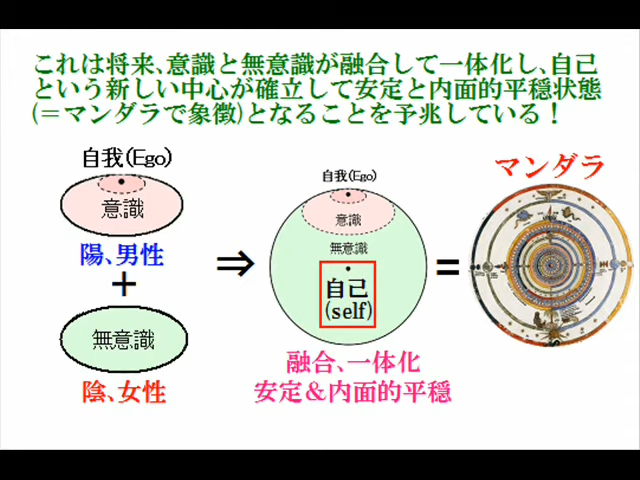 これは将来、意識と無意識が融合して一体化し、自己
という新しい中心が確立して安定と内面的平穏状態
(＝マンダラで象徴)となることを予兆している！
自我(Ego)
意識
陽、男性
＋
無意識
陰、女性
⇒
自我(Ego)
意識
無意識
自己
(self)
融合、一体化
安定＆内面的平穏
＝
マンダラ